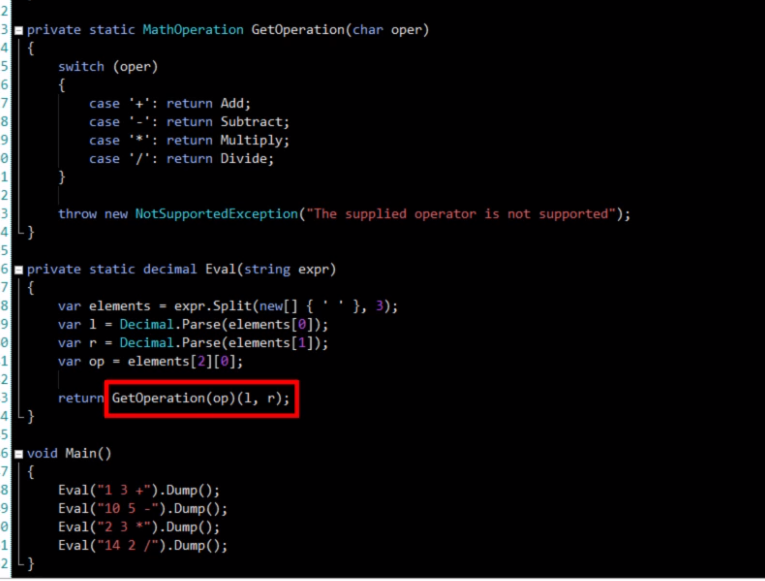 2
3 private static MathOperation GetOperation(char oper)
4 {
5     switch (oper)
6     {
7         case '+': return Add;
8         case '-': return Subtract;
9         case '*': return Multiply;
0         case '/': return Divide;
1     }
2
3     throw new NotSupportedException("The supplied operator is not supported");
4 }
5
6 private static decimal Eval(string expr)
7 {
8     var elements = expr.Split(new[] { ' ' }, 3);
9     var l = Decimal.Parse(elements[0]);
0     var r = Decimal.Parse(elements[1]);
1     var op = elements[2][0];
2
3     return GetOperation(op)(l, r);
4 }
5
6 void Main()
7 {
8     Eval("1 3 +").Dump();
9     Eval("10 5 -").Dump();
0     Eval("2 3 *").Dump();
1     Eval("14 2 /").Dump();
2 }